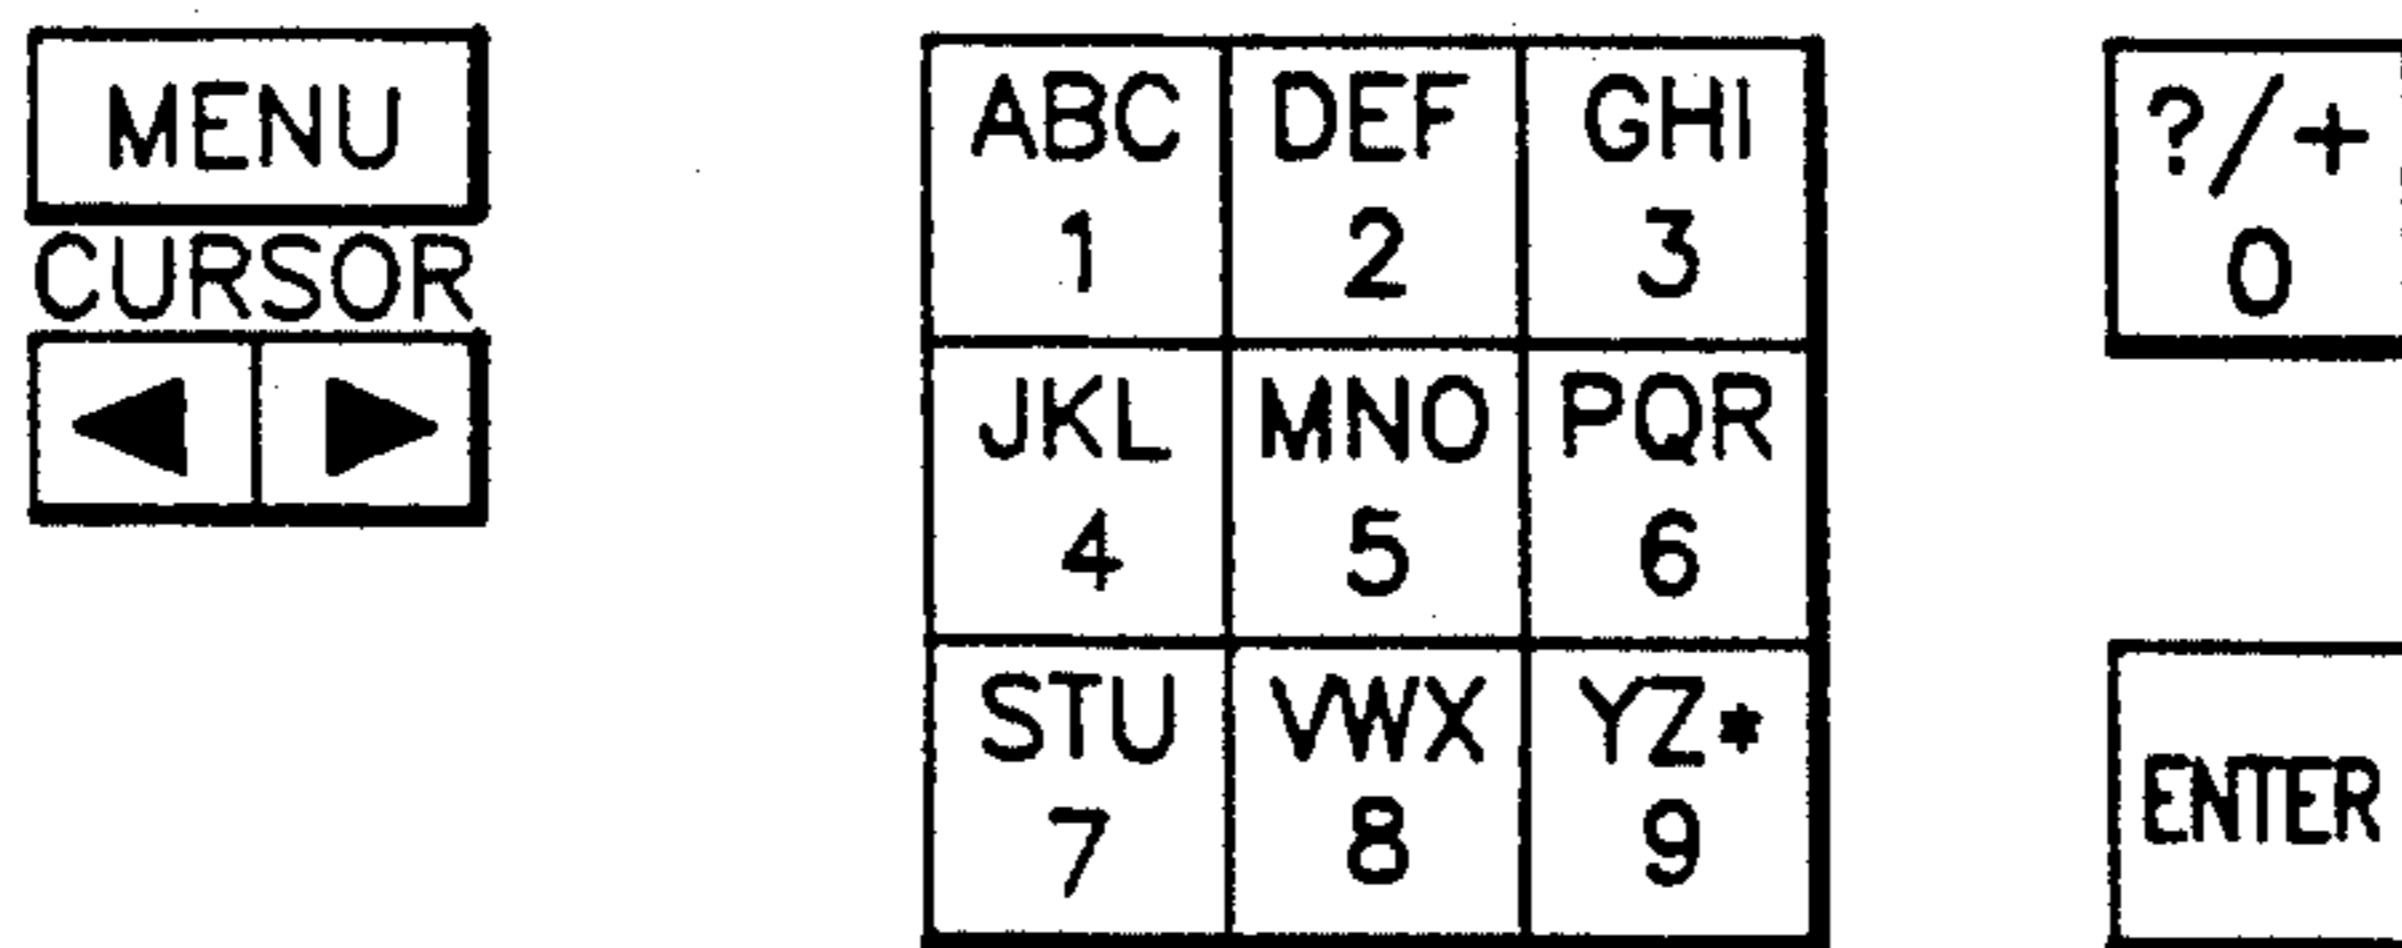 MENU
CURSOR
ABC DEF GHI
1 2 3
JKL MNO PQR
4 5 6
STU VWX YZ*
7 8 9
?/+
0
ENTER